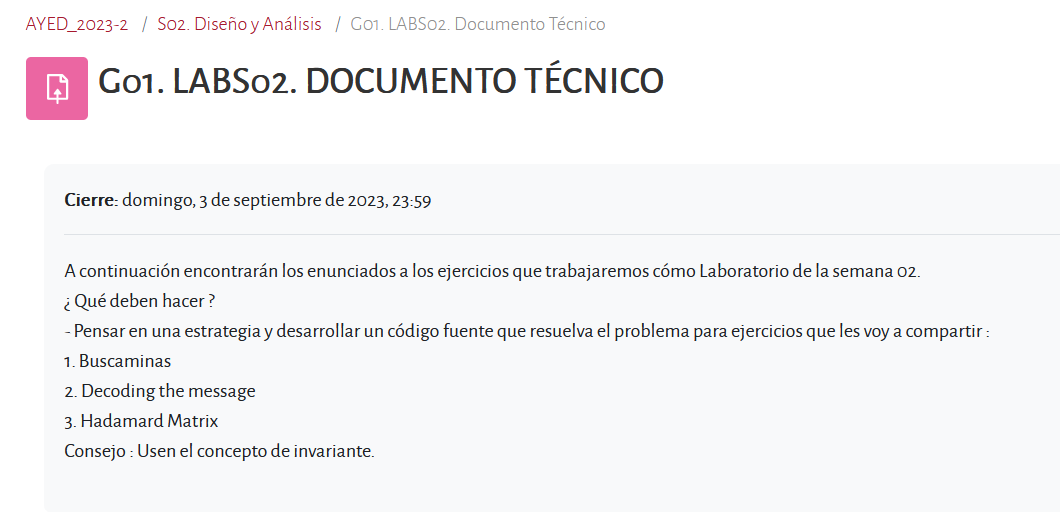 AYED_2023-2 / S02. Diseño y Análisis / G01. LABS02. Documento Técnico
G01. LABS02. DOCUMENTO TÉCNICO
Cierre: domingo, 3 de septiembre de 2023, 23:59
A continuación encontrarán los enunciados a los ejercicios que trabajaremos cómo Laboratorio de la semana 02.
¿ Qué deben hacer ?
- Pensar en una estrategia y desarrollar un código fuente que resuelva el problema para ejercicios que les voy a compartir :
1. Buscaminas
2. Decoding the message
3. Hadamard Matrix
Consejo : Usen el concepto de invariante.